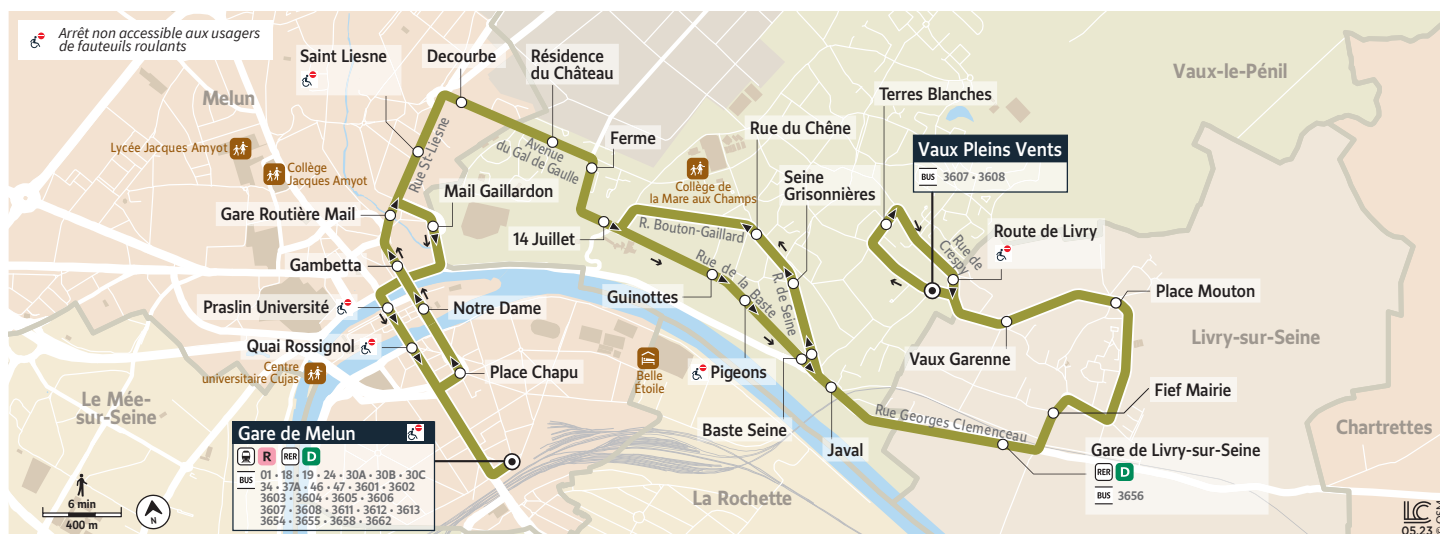 Arrêt non accessible aux usagers
de fauteuils roulants
Saint Liesne
Decourbe
Résidence
du Château
Vaux-le-Pénil
Melun
Terres Blanches
Rue du Chêne
Ferme
Lycée Jacques Amyot
Collège
Jacques Amyot
Rue St-Liesne
Avenue
du Gal de Gaulle
Vaux Pleins Vents
BUS 3607 • 3608
Collège de
la Mare aux Champs
Seine
Grisonnières
Mail Gaillardon
Gare Routière Mail
14 Juillet
R. Bouton-Gaillard
Rue de
Crespy
Route de Livry
Gambetta
Rue de la Baste
R. de Seine
Guinottes
Place Mouton
Praslin Université
Notre Dame
Livry-sur-Seine
Quai Rossignol
Vaux Garenne
Centre
universitaire Cujas
Place Chapu
Belle
Étoile
Pigeons
Fief Mairie
Le Mée-
sur-Seine
Rue Georges Clemenceau
Chartrettes
Baste Seine
Javal
Gare de Melun
R RER D
BUS 01 • 18 • 19 • 24 • 30A • 30B • 30C
34 • 37A • 46 • 47 • 3601 • 3602
3603 • 3604 • 3605 • 3606
3607 • 3608 • 3611 • 3612 • 3613
3654 • 3655 • 3658 • 3662
Gare de Livry-sur-Seine
RER D
BUS 3656
La Rochette
6 min
400 m
N
LC
05.23 © OSM